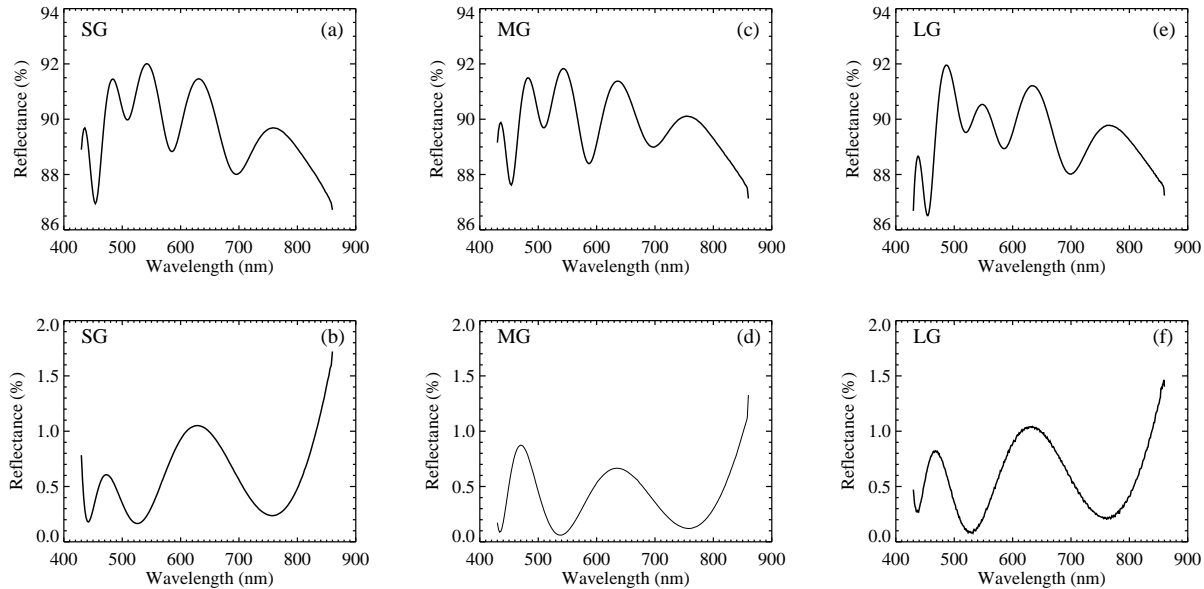 SG (a)
94
92
90
88
86
Reflectance (%)
400 500 600 700 800 900
Wavelength (nm)
MG (c)
94
92
90
88
86
Reflectance (%)
400 500 600 700 800 900
Wavelength (nm)
LG (e)
94
92
90
88
86
Reflectance (%)
400 500 600 700 800 900
Wavelength (nm)
SG (b)
2.0
1.5
1.0
0.5
0.0
Reflectance (%)
400 500 600 700 800 900
Wavelength (nm)
MG (d)
2.0
1.5
1.0
0.5
0.0
Reflectance (%)
400 500 600 700 800 900
Wavelength (nm)
LG (f)
2.0
1.5
1.0
0.5
0.0
Reflectance (%)
400 500 600 700 800 900
Wavelength (nm)